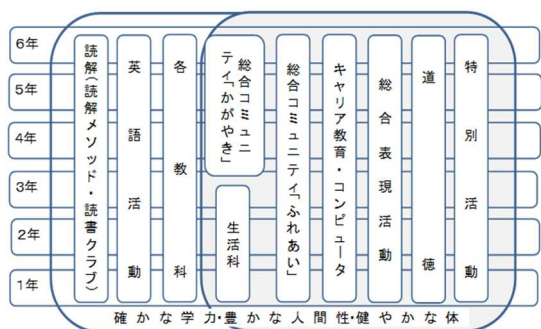 6年
5年
4年
3年
2年
1年
読解(読解メソッド・読書クラブ)
英語活動
各教科
総合コミュニ
ティ「かがやき」
生活科
総合コミュニティ「ふれあい」
キャリア教育・コンピュータ
総合表現活動
道徳
特別活動
確かな学力・豊かな人間性・健やかな体